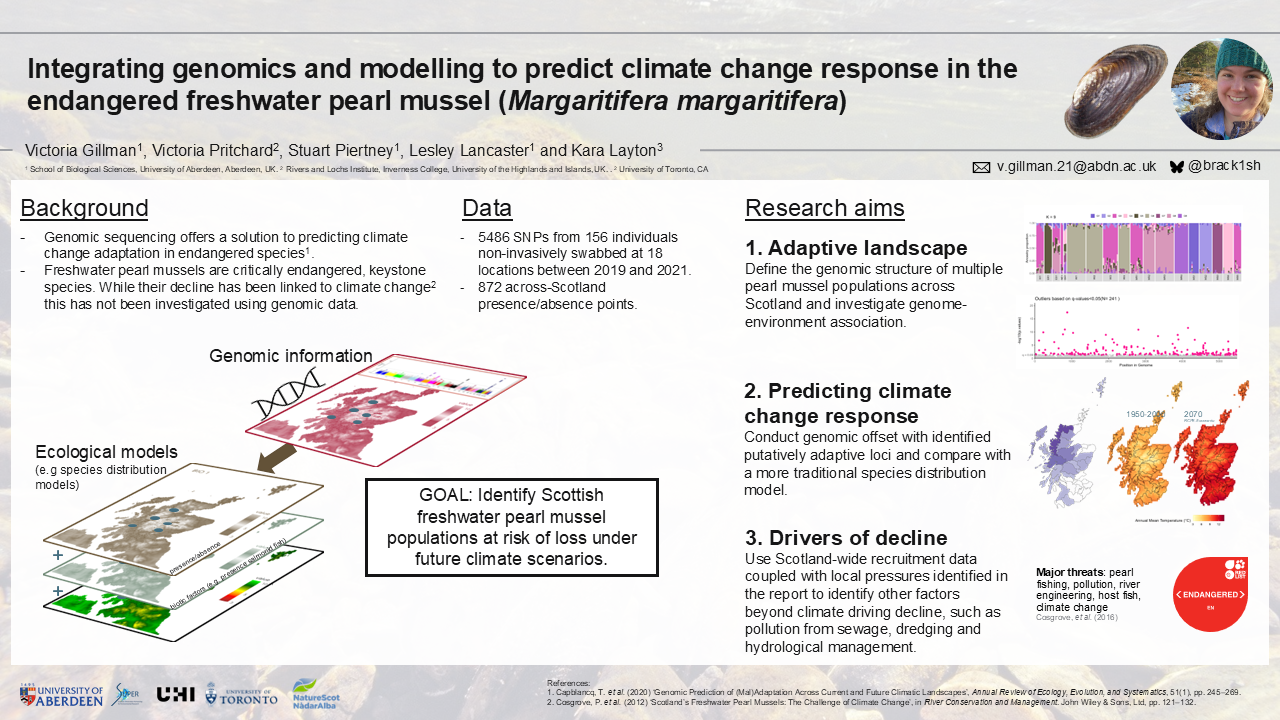 Integrating genomics and modelling to predict climate change response in the
endangered freshwater pearl mussel (Margaritifera margaritifera)
Victoria Gillman1, Victoria Pritchard2, Stuart Piertney1, Lesley Lancaster1 and Kara Layton3
1 School of Biological Sciences, University of Aberdeen, Aberdeen, UK. 2 Rivers and Lochs Institute, Inverness College, University of the Highlands and Islands, UK. . 2 University of Toronto, CA
v.gillman.21@abdn.ac.uk @brack1sh
Background
- Genomic sequencing offers a solution to predicting climate
change adaptation in endangered species1.
- Freshwater pearl mussels are critically endangered, keystone
species. While their decline has been linked to climate change2
this has not been investigated using genomic data.
Data
- 5486 SNPs from 156 individuals
non-invasively swabbed at 18
locations between 2019 and 2021.
- 872 across-Scotland
presence/absence points.
Genomic information
Ecological models
(e.g species distribution
models)
presence/absence
biotic factors (e.g. presence salmonid fish)
+
+
GOAL: Identify Scottish
freshwater pearl mussel
populations at risk of loss under
future climate scenarios.
Research aims
1. Adaptive landscape
Define the genomic structure of multiple
pearl mussel populations across
Scotland and investigate genome-
environment association.
K = 8
Outliers based on q values<0.05(N= 241 )
Position in Genome
2. Predicting climate
change response
Conduct genomic offset with identified
putatively adaptive loci and compare with
a more traditional species distribution
model.
1950-2000 2070
Annual Mean Temperature (°C)
3. Drivers of decline
Use Scotland-wide recruitment data
coupled with local pressures identified in
the report to identify other factors
beyond climate driving decline, such as
pollution from sewage, dredging and
hydrological management.
Major threats: pearl
fishing, pollution, river
engineering, host fish,
climate change
Cosgrove, et al. (2016)
RED
LIST
< ENDANGERED >
EN
UNIVERSITY OF
ABERDEEN
SUPER
UHI
UNIVERSITY OF
TORONTO
NatureScot
NàdarAlba
References:
1. Capblancq, T. et al. (2020) 'Genomic Prediction of (Mal)Adaptation Across Current and Future Climatic Landscapes', Annual Review of Ecology, Evolution, and Systematics, 51(1), pp. 245–269.
2. Cosgrove, P. et al. (2012) 'Scotland's Freshwater Pearl Mussels: The Challenge of Climate Change', in River Conservation and Management. John Wiley & Sons, Ltd, pp. 121–132.